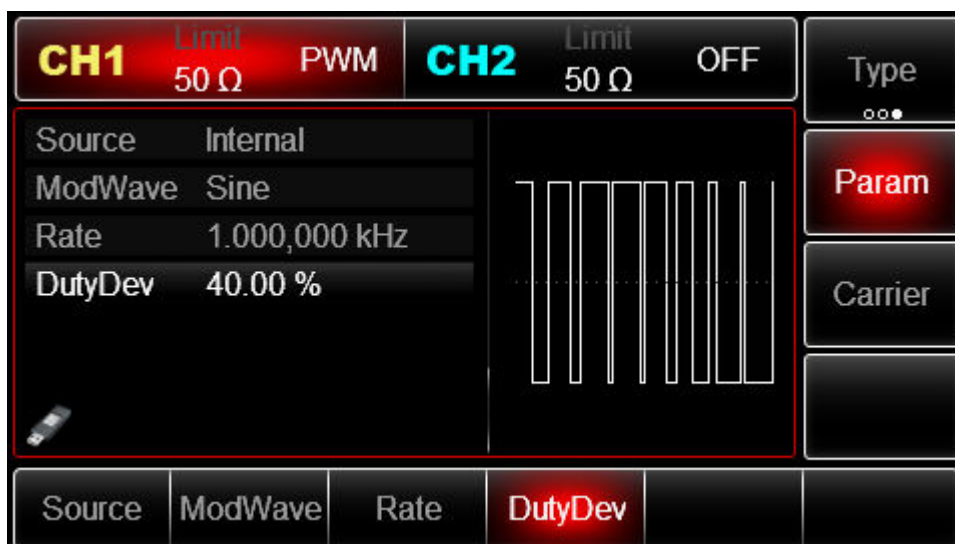 CH1 Limit 50 Ω PWM
CH2 Limit 50 Ω OFF
Type
Source Internal
ModWave Sine
Rate 1.000,000 kHz
DutyDev 40.00 %
Param
Carrier
Source ModWave Rate DutyDev